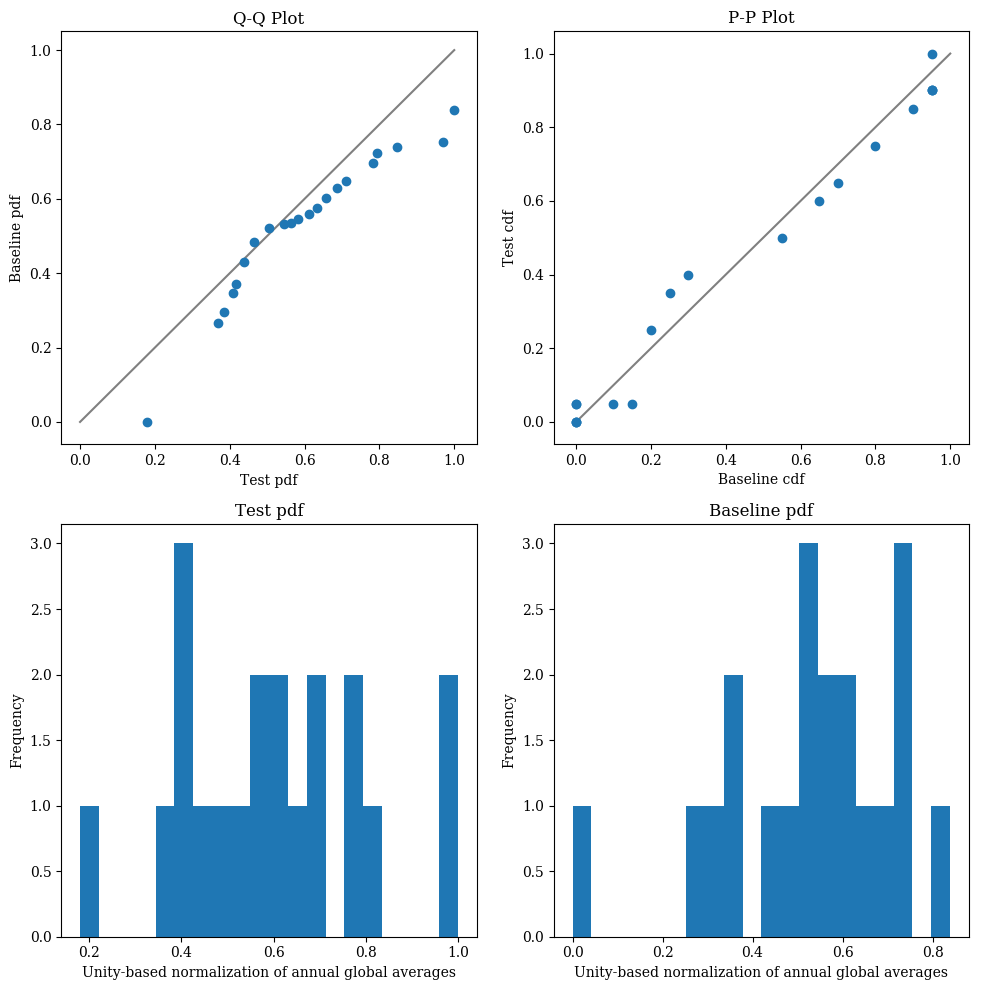 Q-Q Plot
1.0
0.8
0.6
0.4
0.2
0.0
Baseline pdf
0.0 0.2 0.4 0.6 0.8 1.0
Test pdf
P-P Plot
1.0
0.8
0.6
0.4
0.2
0.0
Test cdf
0.0 0.2 0.4 0.6 0.8 1.0
Baseline cdf
Test pdf
3.0
2.5
2.0
1.5
1.0
0.5
0.0
Frequency
0.2 0.4 0.6 0.8 1.0
Unity-based normalization of annual global averages
Baseline pdf
3.0
2.5
2.0
1.5
1.0
0.5
0.0
Frequency
0.0 0.2 0.4 0.6 0.8
Unity-based normalization of annual global averages